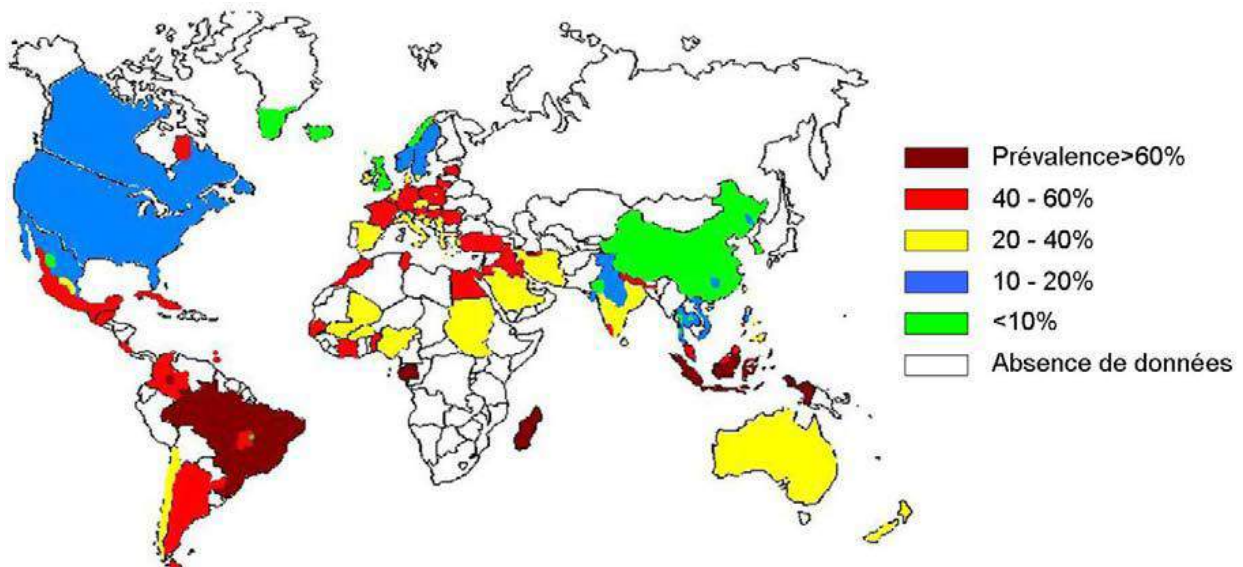 Prévalence>60%
40 - 60%
20 - 40%
10 - 20%
<10%
Absence de données